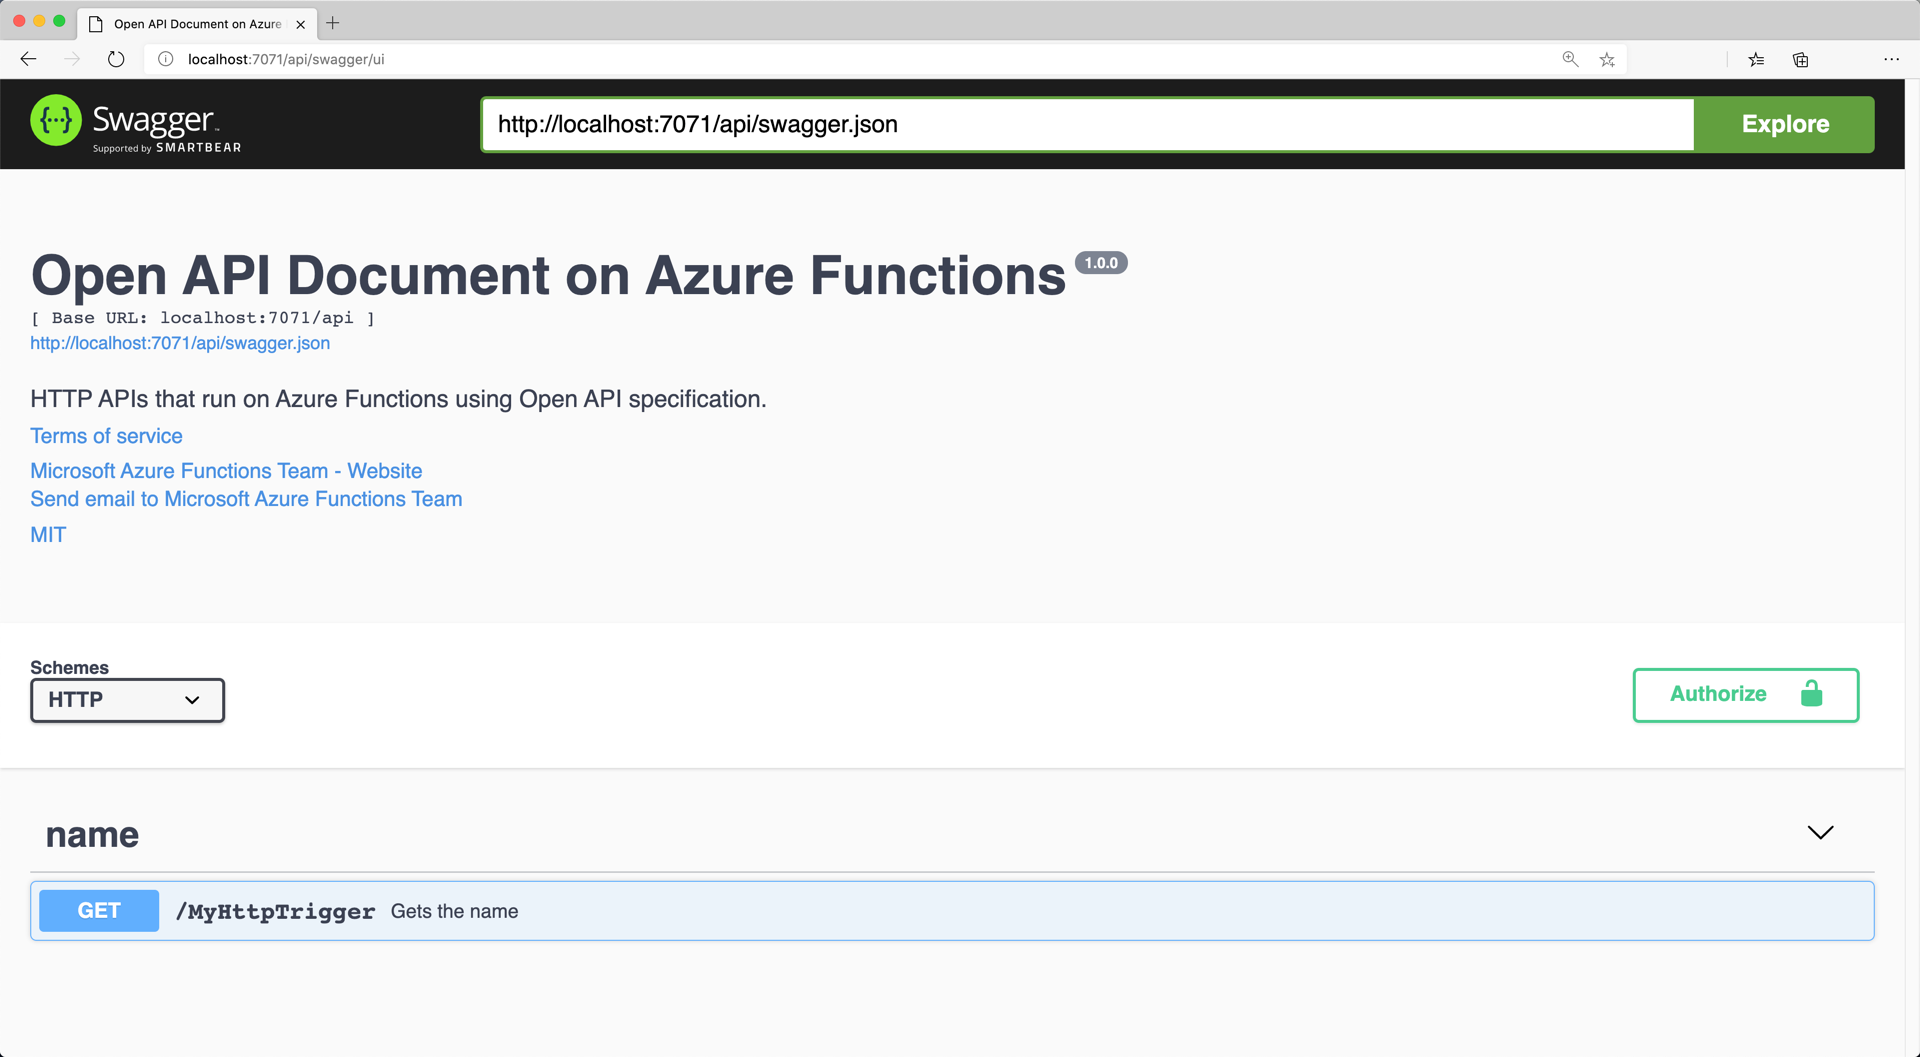 Open API Document on Azure
localhost:7071/api/swagger/ui
Swagger™
Supported by SMARTBEAR
http://localhost:7071/api/swagger.json
Explore
Open API Document on Azure Functions 1.0.0
[ Base URL: localhost:7071/api ]
http://localhost:7071/api/swagger.json
HTTP APIs that run on Azure Functions using Open API specification.
Terms of service
Microsoft Azure Functions Team - Website
Send email to Microsoft Azure Functions Team
MIT
Schemes
HTTP
Authorize
name
GET /MyHttpTrigger Gets the name